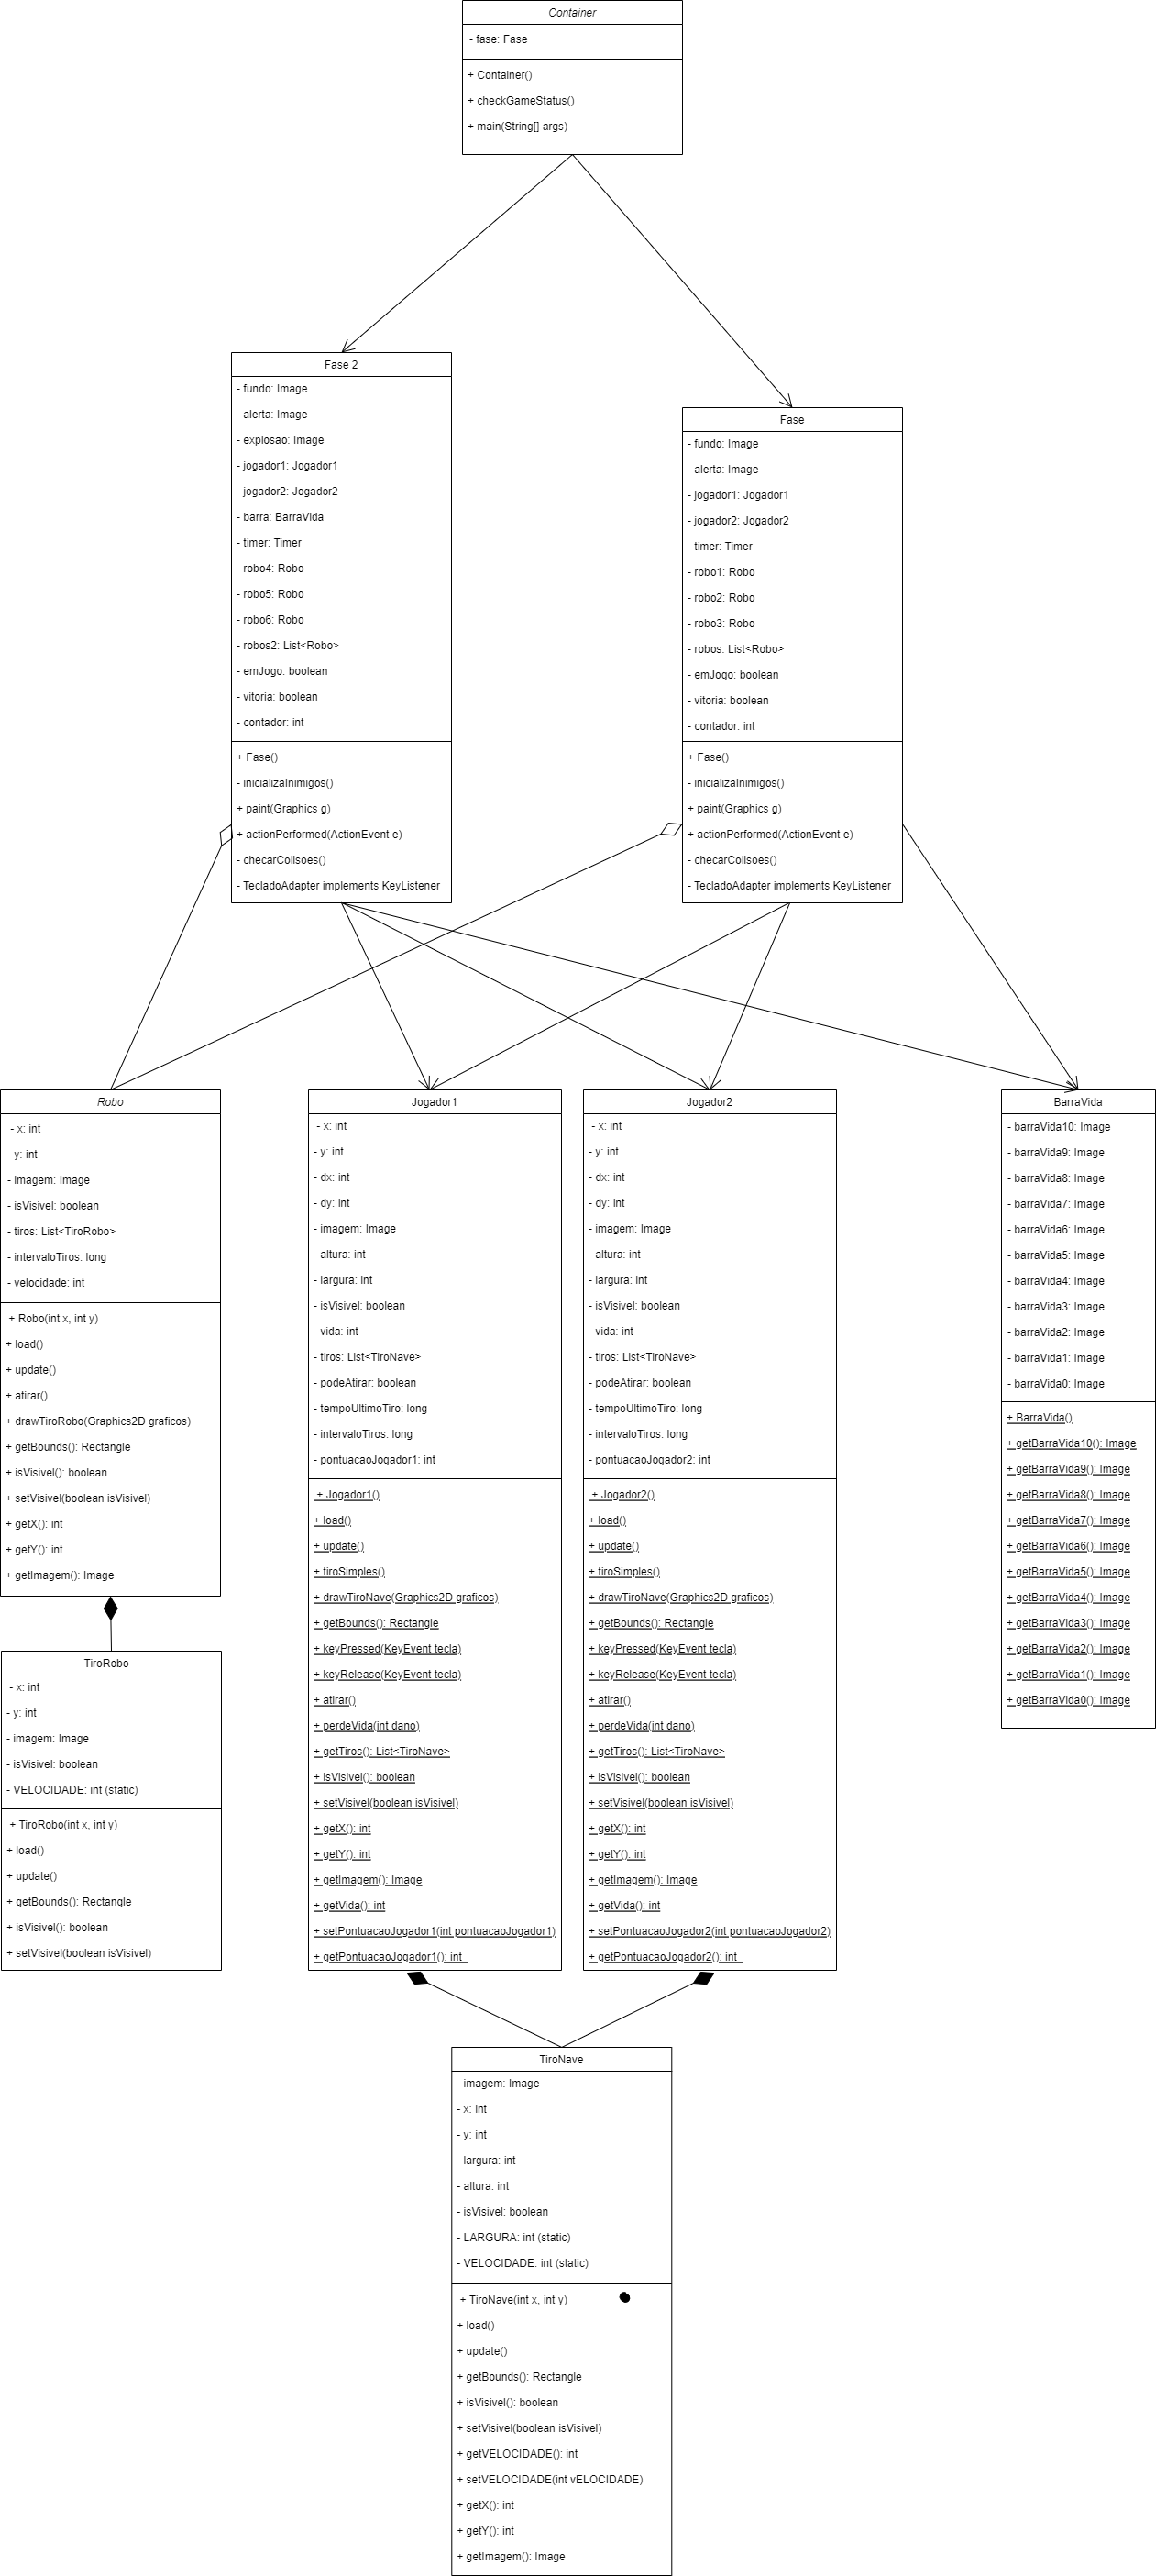 Container
- fase: Fase
+ Container()
+ checkGameStatus()
+ main(String[] args)
Fase 2
- fundo: Image
- alerta: Image
- explosao: Image
- jogador1: Jogador1
- jogador2: Jogador2
- barra: BarraVida
- timer: Timer
- robo4: Robo
- robo5: Robo
- robo6: Robo
- robos2: List<Robo>
- emJogo: boolean
- vitoria: boolean
- contador: int
+ Fase()
- inicializaInimigos()
+ paint(Graphics g)
+ actionPerformed(ActionEvent e)
- checarColisoes()
- TecladoAdapter implements KeyListener
Fase
- fundo: Image
- alerta: Image
- jogador1: Jogador1
- jogador2: Jogador2
- timer: Timer
- robo1: Robo
- robo2: Robo
- robo3: Robo
- robos: List<Robo>
- emJogo: boolean
- vitoria: boolean
- contador: int
+ Fase()
- inicializaInimigos()
+ paint(Graphics g)
+ actionPerformed(ActionEvent e)
- checarColisoes()
- TecladoAdapter implements KeyListener
Robo
- x: int
- y: int
- imagem: Image
- isVisivel: boolean
- tiros: List<TiroRobo>
- intervaloTiros: long
- velocidade: int
+ Robo(int x, int y)
+ load()
+ update()
+ atirar()
+ drawTiroRobo(Graphics2D graficos)
+ getBounds(): Rectangle
+ isVisivel(): boolean
+ setVisivel(boolean isVisivel)
+ getX(): int
+ getY(): int
+ getImagem(): Image
Jogador1
- x: int
- y: int
- dx: int
- dy: int
- imagem: Image
- altura: int
- largura: int
- isVisivel: boolean
- vida: int
- tiros: List<TiroNave>
- podeAtirar: boolean
- tempoUltimoTiro: long
- intervaloTiros: long
- pontuacaoJogador1: int
+ Jogador1()
+ load()
+ update()
+ tiroSimples()
+ drawTiroNave(Graphics2D graficos)
+ getBounds(): Rectangle
+ keyPressed(KeyEvent tecla)
+ keyRelease(KeyEvent tecla)
+ atirar()
+ perdeVida(int dano)
+ getTiros(): List<TiroNave>
+ isVisivel(): boolean
+ setVisivel(boolean isVisivel)
+ getX(): int
+ getY(): int
+ getImagem(): Image
+ getVida(): int
+ setPontuacaoJogador1(int pontuacaoJogador1)
+ getPontuacaoJogador1(): int
Jogador2
- x: int
- y: int
- dx: int
- dy: int
- imagem: Image
- altura: int
- largura: int
- isVisivel: boolean
- vida: int
- tiros: List<TiroNave>
- podeAtirar: boolean
- tempoUltimoTiro: long
- intervaloTiros: long
- pontuacaoJogador2: int
+ Jogador2()
+ load()
+ update()
+ tiroSimples()
+ drawTiroNave(Graphics2D graficos)
+ getBounds(): Rectangle
+ keyPressed(KeyEvent tecla)
+ keyRelease(KeyEvent tecla)
+ atirar()
+ perdeVida(int dano)
+ getTiros(): List<TiroNave>
+ isVisivel(): boolean
+ setVisivel(boolean isVisivel)
+ getX(): int
+ getY(): int
+ getImagem(): Image
+ getVida(): int
+ setPontuacaoJogador2(int pontuacaoJogador2)
+ getPontuacaoJogador2(): int
BarraVida
- barraVida10: Image
- barraVida9: Image
- barraVida8: Image
- barraVida7: Image
- barraVida6: Image
- barraVida5: Image
- barraVida4: Image
- barraVida3: Image
- barraVida2: Image
- barraVida1: Image
- barraVida0: Image
+ BarraVida()
+ getBarraVida10(): Image
+ getBarraVida9(): Image
+ getBarraVida8(): Image
+ getBarraVida7(): Image
+ getBarraVida6(): Image
+ getBarraVida5(): Image
+ getBarraVida4(): Image
+ getBarraVida3(): Image
+ getBarraVida2(): Image
+ getBarraVida1(): Image
+ getBarraVida0(): Image
TiroRobo
- x: int
- y: int
- imagem: Image
- isVisivel: boolean
- VELOCIDADE: int (static)
+ TiroRobo(int x, int y)
+ load()
+ update()
+ getBounds(): Rectangle
+ isVisivel(): boolean
+ setVisivel(boolean isVisivel)
TiroNave
- imagem: Image
- x: int
- y: int
- largura: int
- altura: int
- isVisivel: boolean
- LARGURA: int (static)
- VELOCIDADE: int (static)
+ TiroNave(int x, int y)
+ load()
+ update()
+ getBounds(): Rectangle
+ isVisivel(): boolean
+ setVisivel(boolean isVisivel)
+ getVELOCIDADE(): int
+ setVELOCIDADE(int vELOCIDADE)
+ getX(): int
+ getY(): int
+ getImagem(): Image